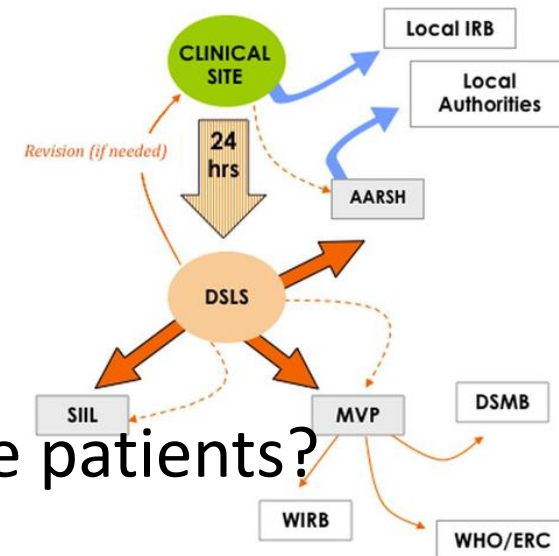 Local IRB
CLINICAL
SITE
Local
Authorities
24
hrs
Revision (if needed)
AARSH
DSLS
SIIL
MVP
DSMB
e patients?
WIRB
WHO/ERC